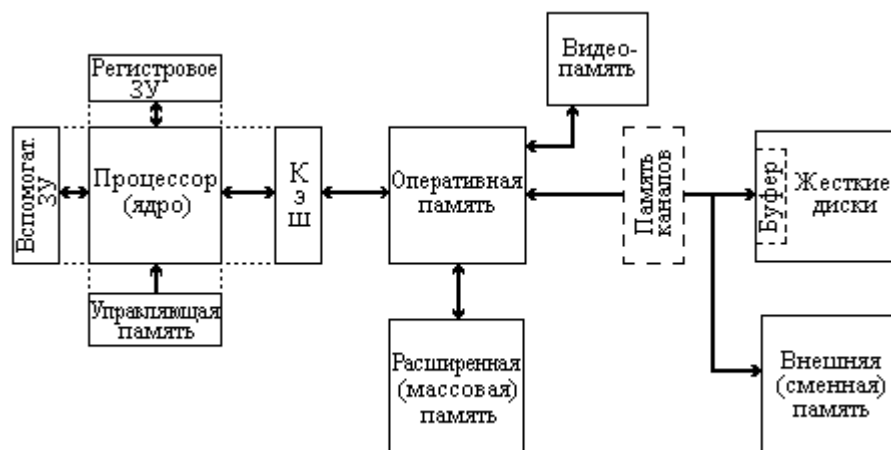 Видео-
память
Регистровое
ЗУ
Вспомогат.
ЗУ
Процессор
(ядро)
К
э
ш
Оперативная
память
Память
каналов
Буфер
Жесткие
диски
Управляющая
память
Расширенная
(массовая)
память
Внешняя
(сменная)
память